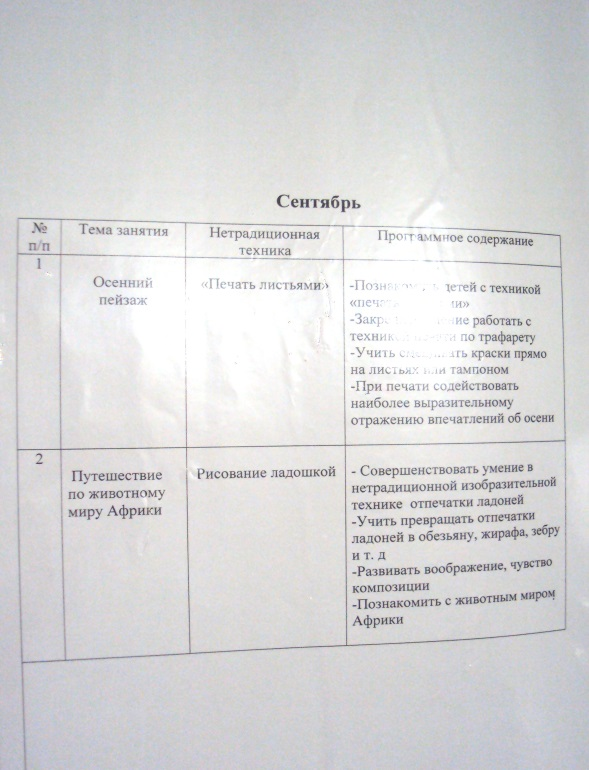 Сентябрь
№ п/п
Тема занятия
Нетрадиционная
техника
Программное содержание
1
Осенний
пейзаж
«Печать листьями»
детей с техникой
работать с
по трафарету
-Учить краски прямо
на листьях или тампоном
-При печати содействовать
наиболее выразительному
отражению впечатлений об осени
2
Путешествие
по животному
миру Африки
Рисование ладошкой
- Совершенствовать умение в
нетрадиционной изобразительной
технике отпечатки ладоней
-Учить превращать отпечатки
ладоней в обезьяну, жирафа, зебру
и т. д
-Развивать воображение, чувство
композиции
-Познакомить с животным миром
Африки